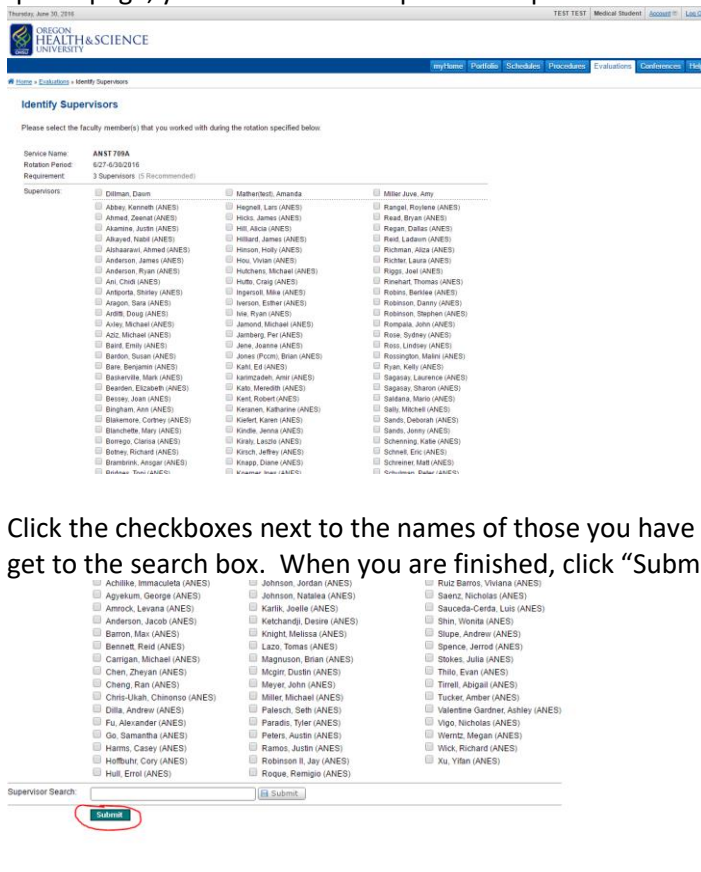 Thursday, June 30, 2016 TEST TEST Medical Student Account
OREGON
HEALTH & SCIENCE
UNIVERSITY
myHome Portfolio Schedules Procedures Evaluations Conferences
Home » Evaluations » Identify Supervisors
Identify Supervisors
Please select the faculty member(s) that you worked with during the rotation specified below.
Service Name: ANST 709A
Rotation Period: 6/27-6/30/2016
Requirement: 3 Supervisors (5 Recommended)
Supervisors: Dillman, Dawn Mather(test), Amanda Miller Juve, Amy
Abbey, Kenneth (ANES) Hegnell, Lars (ANES) Rangel, Roylene (ANES)
Ahmed, Zeenat (ANES) Hicks, James (ANES) Read, Bryan (ANES)
Akamine, Justin (ANES) Hill, Alicia (ANES) Regan, Dallas (ANES)
Alkayed, Nabil (ANES) Hilliard, James (ANES) Reid, Ladawn (ANES)
Alshaarawi, Ahmed (ANES) Hinson, Holly (ANES) Richman, Aliza (ANES)
Anderson, James (ANES) Hou, Vivian (ANES) Richter, Laura (ANES)
Anderson, Ryan (ANES) Hutchens, Michael (ANES) Riggs, Joel (ANES)
Ani, Chidi (ANES) Hutto, Craig (ANES) Rinehart, Thomas (ANES)
Antiporta, Shirley (ANES) Ingersoll, Mike (ANES) Robins, Berklee (ANES)
Aragon, Sara (ANES) Iverson, Esther (ANES) Robinson, Danny (ANES)
Arditti, Doug (ANES) Ivie, Ryan (ANES) Robinson, Stephen (ANES)
Axley, Michael (ANES) Jamond, Michael (ANES) Rompala, John (ANES)
Aziz, Michael (ANES) Jamberg, Per (ANES) Rose, Sydney (ANES)
Baird, Emily (ANES) Jene, Joanne (ANES) Ross, Lindsey (ANES)
Bardon, Susan (ANES) Jones (Pccm), Brian (ANES) Rossington, Malini (ANES)
Bare, Benjamin (ANES) Kahl, Ed (ANES) Ryan, Kelly (ANES)
Baskerville, Mark (ANES) karimzadeh, Amir (ANES) Sagasay, Laurence (ANES)
Bearden, Elizabeth (ANES) Kato, Meredith (ANES) Sagasay, Sharon (ANES)
Bessey, Joan (ANES) Kent, Robert (ANES) Saldana, Mario (ANES)
Bingham, Ann (ANES) Keranen, Katharine (ANES) Sally, Mitchell (ANES)
Blakemore, Cortney (ANES) Kiefert, Karen (ANES) Sands, Deborah (ANES)
Blanchette, Mary (ANES) Kindle, Jenna (ANES) Sands, Jonny (ANES)
Borrego, Clarisa (ANES) Kiraly, Laszlo (ANES) Schenning, Katie (ANES)
Botney, Richard (ANES) Kirsch, Jeffrey (ANES) Schnell, Eric (ANES)
Brambrink, Ansgar (ANES) Knapp, Diane (ANES) Schreiner, Matt (ANES)
Bridges, Toni (ANES) Koerner, Ines (ANES) Schulman, Peter (ANES)
Click the checkboxes next to the names of those you have
get to the search box. When you are finished, click “Subm
Achilike, Immaculeta (ANES) Johnson, Jordan (ANES) Ruiz Barros, Viviana (ANES)
Agyekum, George (ANES) Johnson, Natalea (ANES) Saenz, Nicholas (ANES)
Amrock, Levana (ANES) Karlik, Joelle (ANES) Sauceda-Cerda, Luis (ANES)
Anderson, Jacob (ANES) Ketchandji, Desire (ANES) Shin, Wonita (ANES)
Barron, Max (ANES) Knight, Melissa (ANES) Slupe, Andrew (ANES)
Bennett, Reid (ANES) Lazo, Tomas (ANES) Spence, Jerrod (ANES)
Carrigan, Michael (ANES) Magnuson, Brian (ANES) Stokes, Julia (ANES)
Chen, Zheyan (ANES) Mcgirr, Dustin (ANES) Thilo, Evan (ANES)
Cheng, Ran (ANES) Meyer, John (ANES) Tirrell, Abigail (ANES)
Chris-Ukah, Chinonso (ANES) Miller, Michael (ANES) Tucker, Amber (ANES)
Dilla, Andrew (ANES) Palesch, Seth (ANES) Valentine Gardner, Ashley (ANES)
Fu, Alexander (ANES) Paradis, Tyler (ANES) Vigo, Nicholas (ANES)
Go, Samantha (ANES) Peters, Austin (ANES) Werntz, Megan (ANES)
Harms, Casey (ANES) Ramos, Justin (ANES) Wick, Richard (ANES)
Hoffbuhr, Cory (ANES) Robinson II, Jay (ANES) Xu, Yifan (ANES)
Hull, Errol (ANES) Roque, Remigio (ANES)
Supervisor Search: Submit
Submit